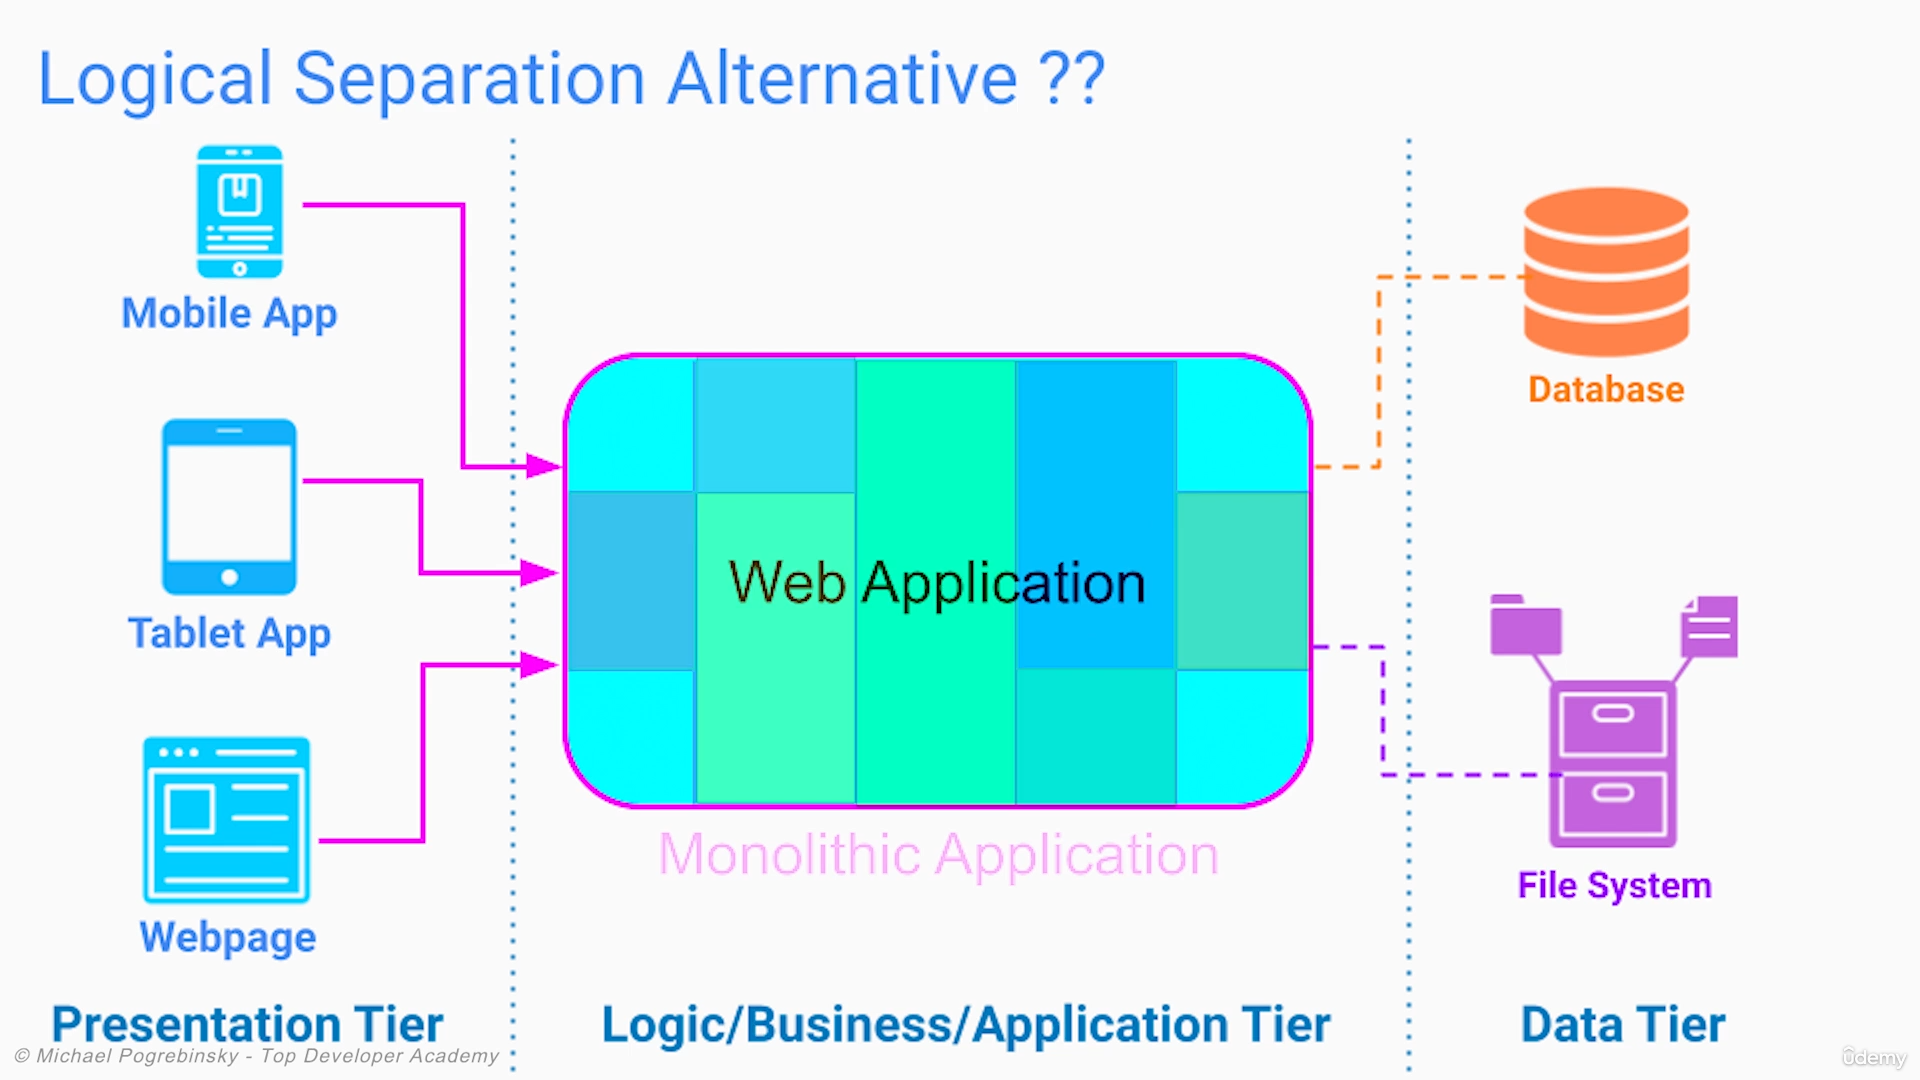 Logical Separation Alternative ??
Mobile App
Tablet App
Webpage
Web Application
Monolithic Application
Database
File System
Presentation Tier
Logic/Business/Application Tier
Data Tier
© Michael Pogrebinsky - Top Developer Academy
ûdemy